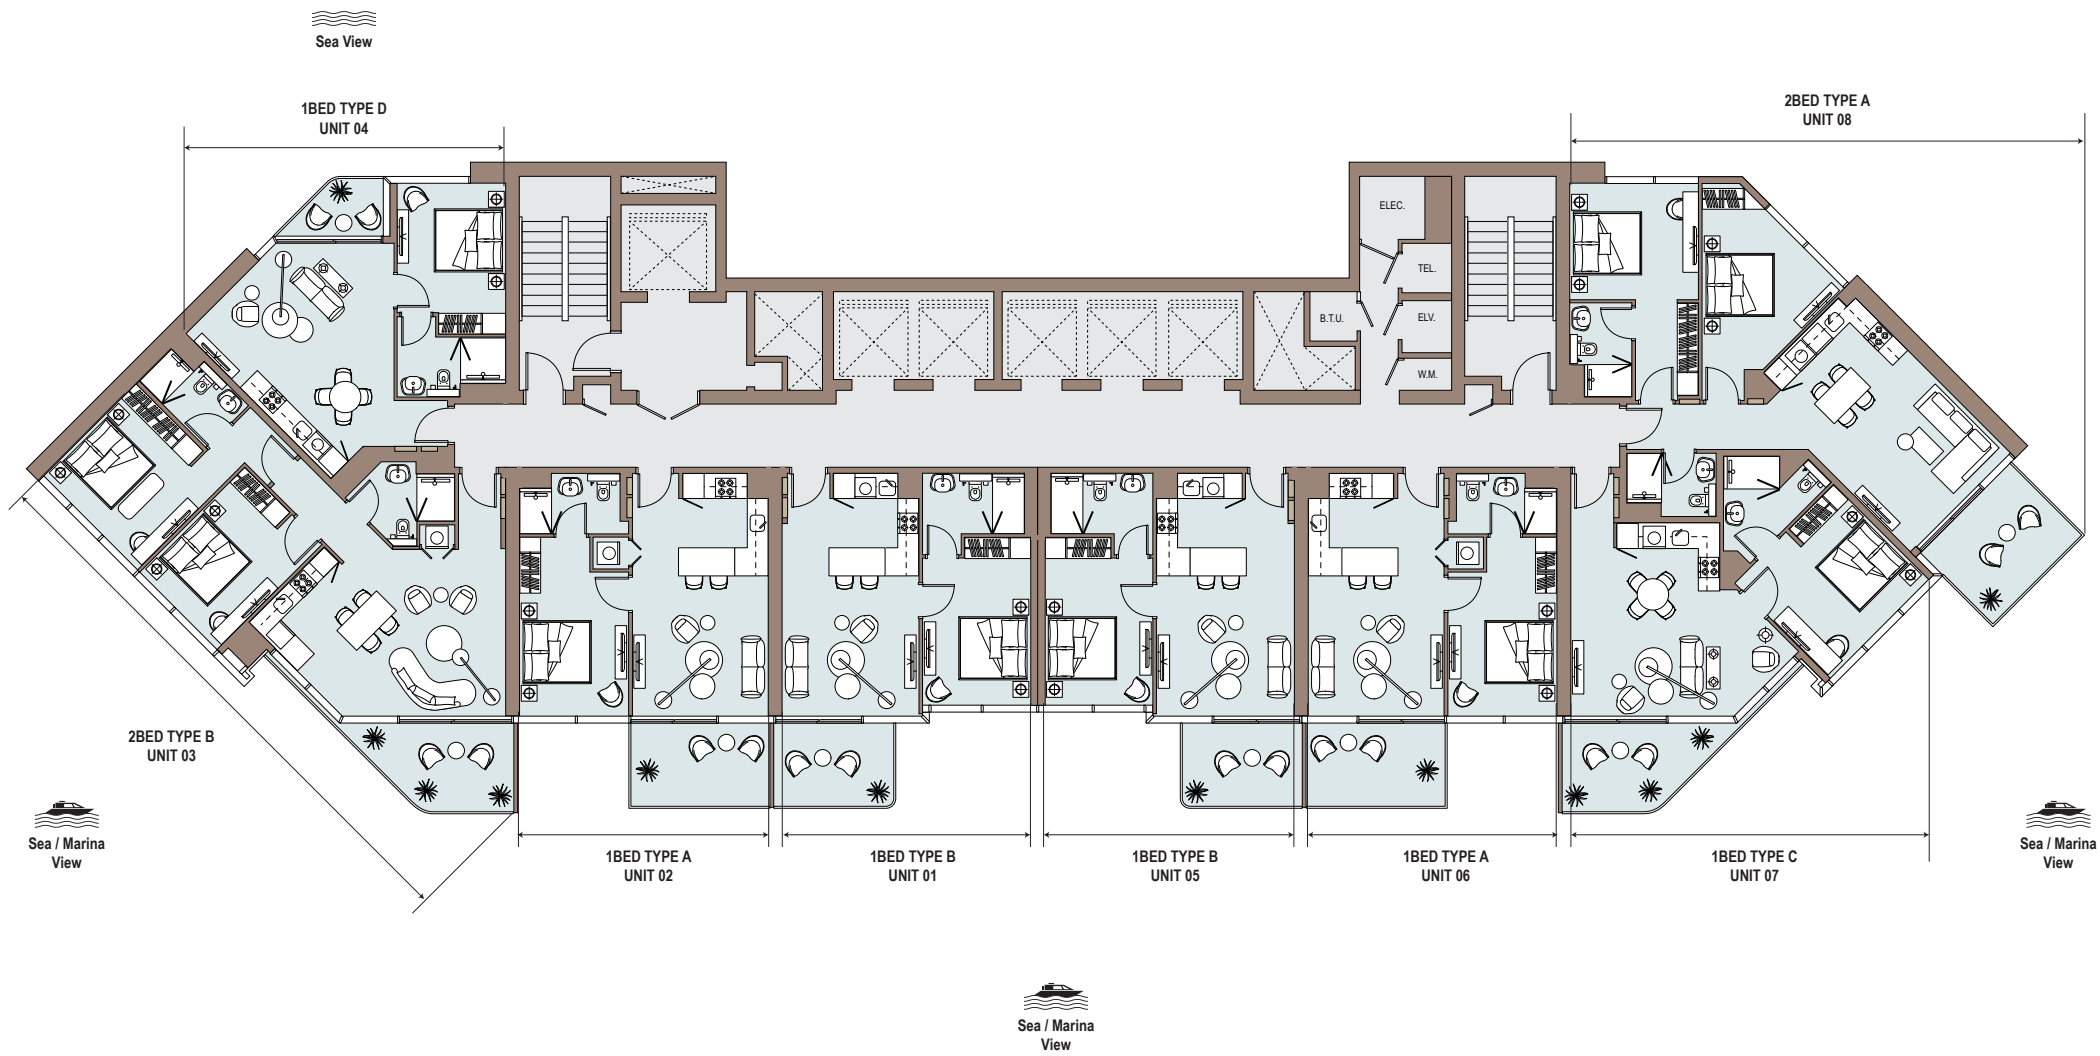 Sea View
1BED TYPE D
UNIT 04
2BED TYPE A
UNIT 08
ELEC.
TEL.
B.T.U.
ELV.
W.M.
2BED TYPE B
UNIT 03
Sea / Marina
View
1BED TYPE A
UNIT 02
1BED TYPE B
UNIT 01
1BED TYPE B
UNIT 05
1BED TYPE A
UNIT 06
1BED TYPE C
UNIT 07
Sea / Marina
View
Sea / Marina
View